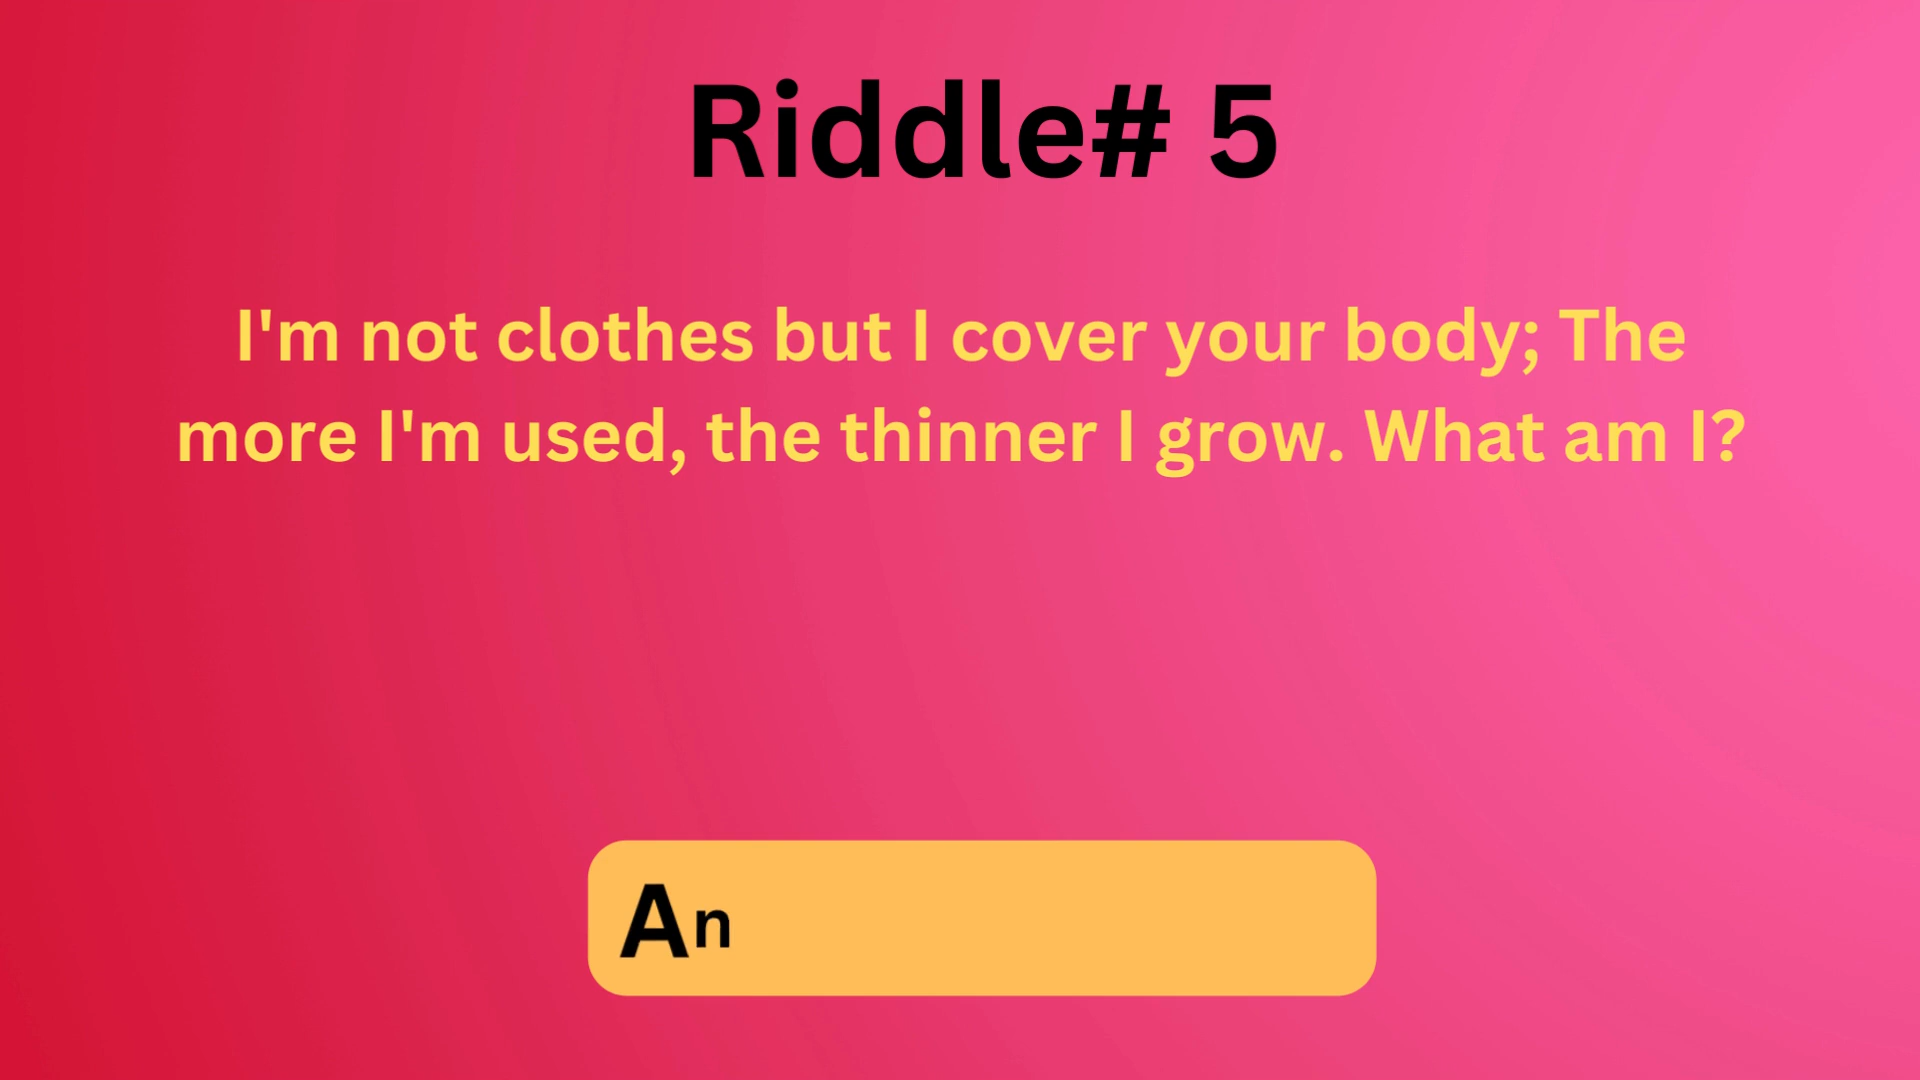 Riddle# 5
I'm not clothes but I cover your body; The
more I'm used, the thinner I grow. What am I?
An